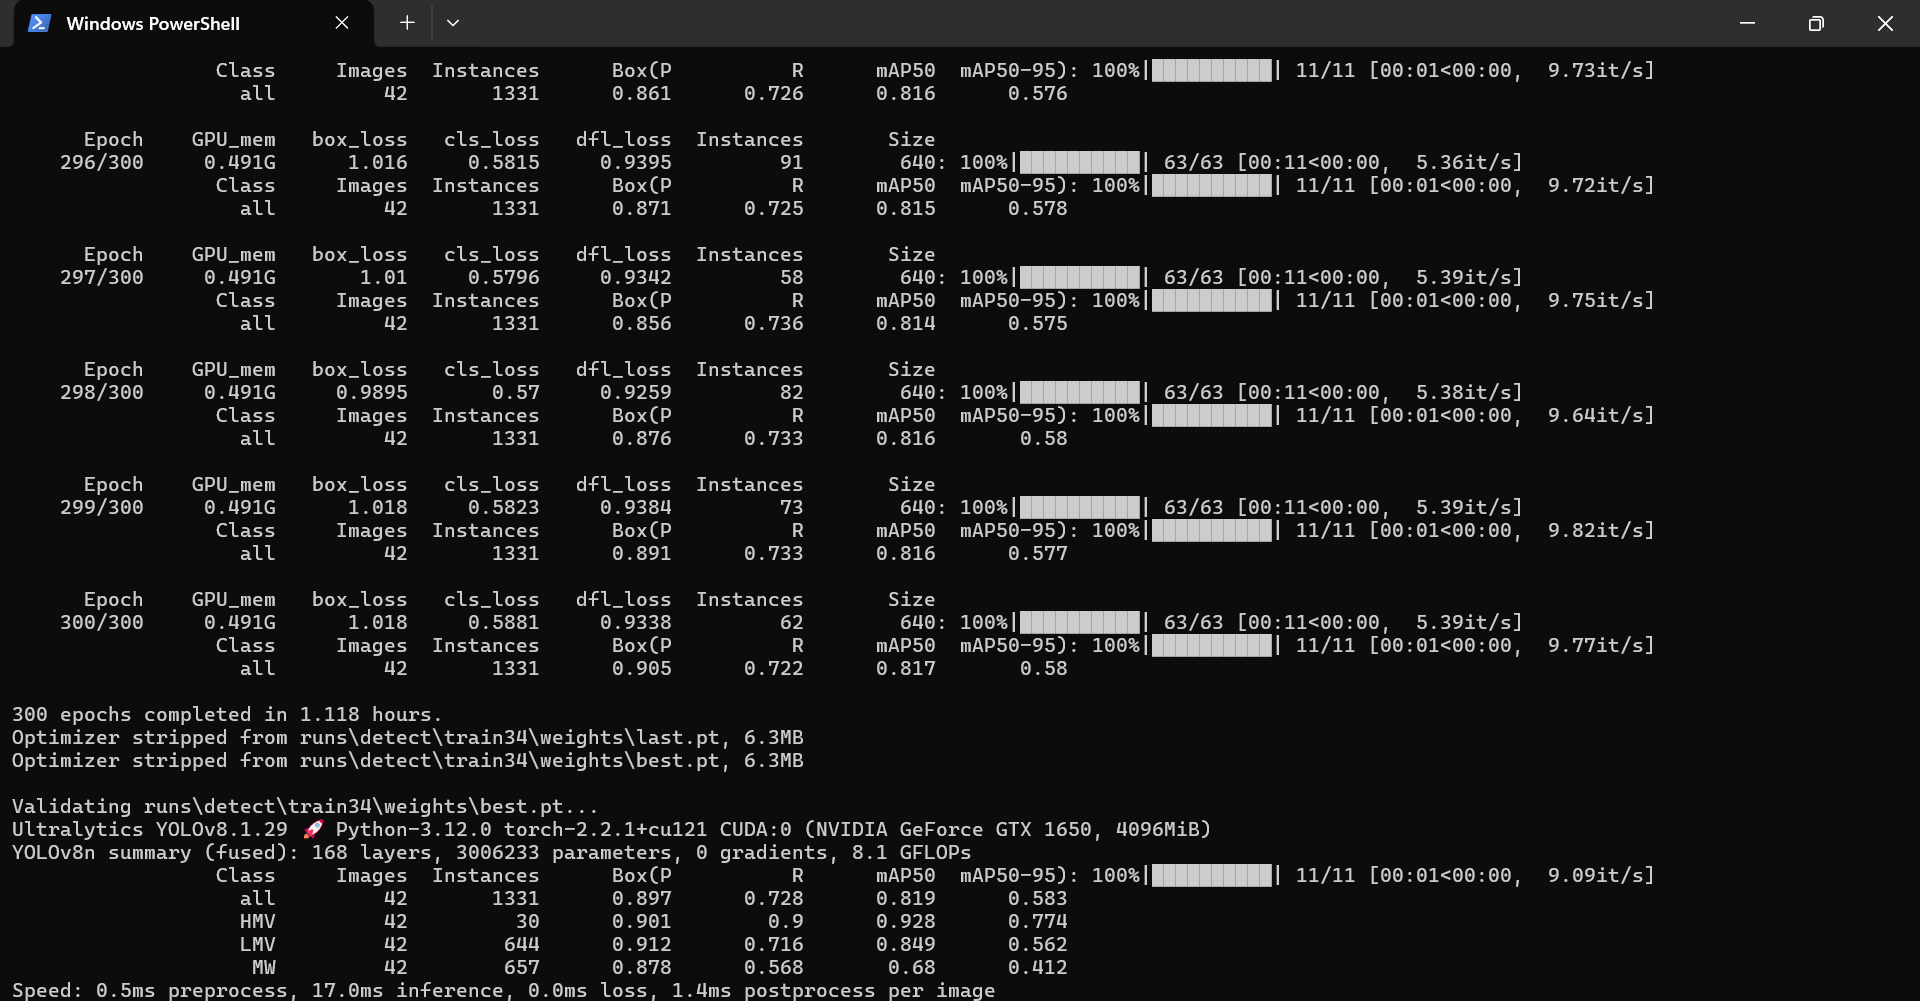 Windows PowerShell
Class Images Instances Box(P R mAP50 mAP50-95): 100%|██████████| 11/11 [00:01<00:00, 9.73it/s]
all 42 1331 0.861 0.726 0.816 0.576
Epoch GPU_mem box_loss cls_loss dfl_loss Instances Size
296/300 0.491G 1.016 0.5815 0.9395 91 640: 100%|██████████| 63/63 [00:11<00:00, 5.36it/s]
Class Images Instances Box(P R mAP50 mAP50-95): 100%|██████████| 11/11 [00:01<00:00, 9.72it/s]
all 42 1331 0.871 0.725 0.815 0.578
Epoch GPU_mem box_loss cls_loss dfl_loss Instances Size
297/300 0.491G 1.01 0.5796 0.9342 58 640: 100%|██████████| 63/63 [00:11<00:00, 5.39it/s]
Class Images Instances Box(P R mAP50 mAP50-95): 100%|██████████| 11/11 [00:01<00:00, 9.75it/s]
all 42 1331 0.856 0.736 0.814 0.575
Epoch GPU_mem box_loss cls_loss dfl_loss Instances Size
298/300 0.491G 0.9895 0.57 0.9259 82 640: 100%|██████████| 63/63 [00:11<00:00, 5.38it/s]
Class Images Instances Box(P R mAP50 mAP50-95): 100%|██████████| 11/11 [00:01<00:00, 9.64it/s]
all 42 1331 0.876 0.733 0.816 0.58
Epoch GPU_mem box_loss cls_loss dfl_loss Instances Size
299/300 0.491G 1.018 0.5823 0.9384 73 640: 100%|██████████| 63/63 [00:11<00:00, 5.39it/s]
Class Images Instances Box(P R mAP50 mAP50-95): 100%|██████████| 11/11 [00:01<00:00, 9.82it/s]
all 42 1331 0.891 0.733 0.816 0.577
Epoch GPU_mem box_loss cls_loss dfl_loss Instances Size
300/300 0.491G 1.018 0.5881 0.9338 62 640: 100%|██████████| 63/63 [00:11<00:00, 5.39it/s]
Class Images Instances Box(P R mAP50 mAP50-95): 100%|██████████| 11/11 [00:01<00:00, 9.77it/s]
all 42 1331 0.905 0.722 0.817 0.58
300 epochs completed in 1.118 hours.
Optimizer stripped from runs\detect\train34\weights\last.pt, 6.3MB
Optimizer stripped from runs\detect\train34\weights\best.pt, 6.3MB
Validating runs\detect\train34\weights\best.pt...
Ultralytics YOLOv8.1.29 🚀 Python-3.12.0 torch-2.2.1+cu121 CUDA:0 (NVIDIA GeForce GTX 1650, 4096MiB)
YOLOv8n summary (fused): 168 layers, 3006233 parameters, 0 gradients, 8.1 GFLOPs
Class Images Instances Box(P R mAP50 mAP50-95): 100%|██████████| 11/11 [00:01<00:00, 9.09it/s]
all 42 1331 0.897 0.728 0.819 0.583
HMV 42 30 0.901 0.9 0.928 0.774
LMV 42 644 0.912 0.716 0.849 0.562
MW 42 657 0.878 0.568 0.68 0.412
Speed: 0.5ms preprocess, 17.0ms inference, 0.0ms loss, 1.4ms postprocess per image